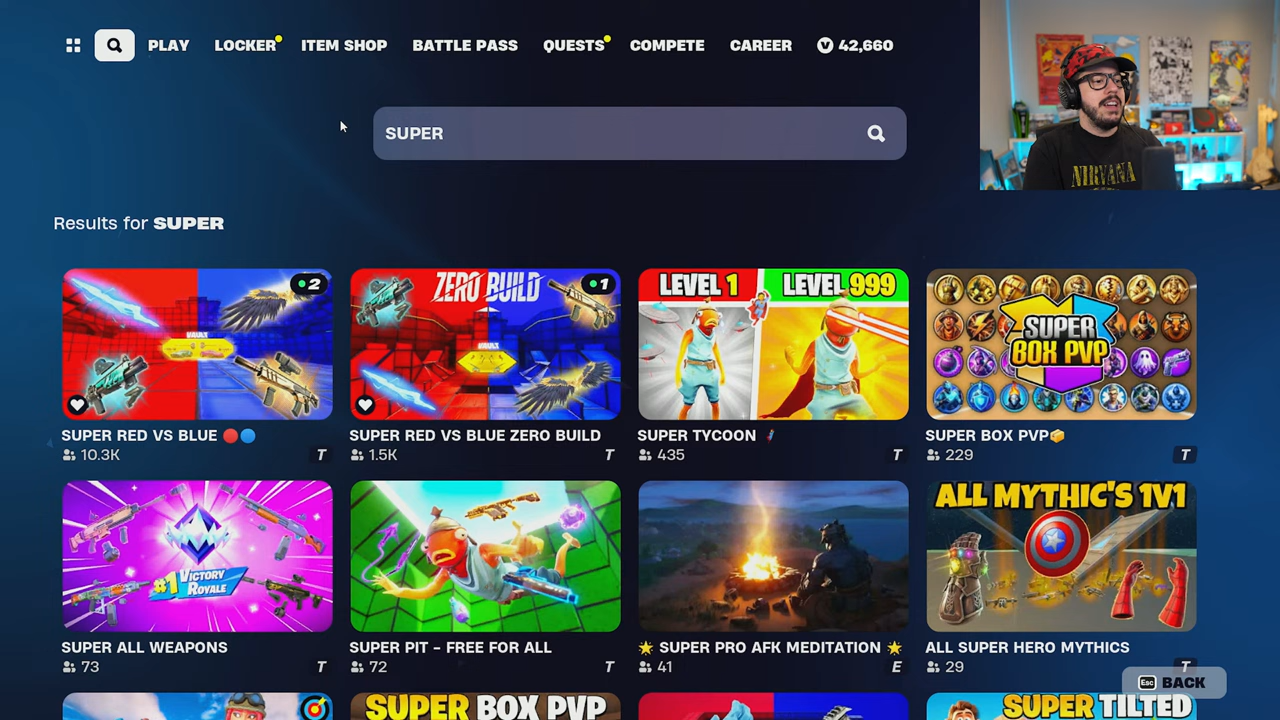 PLAY
LOCKER
ITEM SHOP
BATTLE PASS
QUESTS
COMPETE
CAREER
V 42,660
SUPER
NIRVANA
Results for SUPER
2
VAULT
ZERO BUILD
1
VAULT
LEVEL 1
LEVEL 999
SUPER
BOX PVP
SUPER RED VS BLUE 🔴🔵
10.3K
T
SUPER RED VS BLUE ZERO BUILD
1.5K
T
SUPER TYCOON
435
T
SUPER BOX PVP📦
229
T
#1 VICTORY
ROYALE
ALL MYTHIC'S 1V1
SUPER ALL WEAPONS
73
T
SUPER PIT - FREE FOR ALL
72
T
🌟 SUPER PRO AFK MEDITATION 🌟
41
E
ALL SUPER HERO MYTHICS
29
T
Esc BACK
SUPER BOX PVP
SUPER TILTED